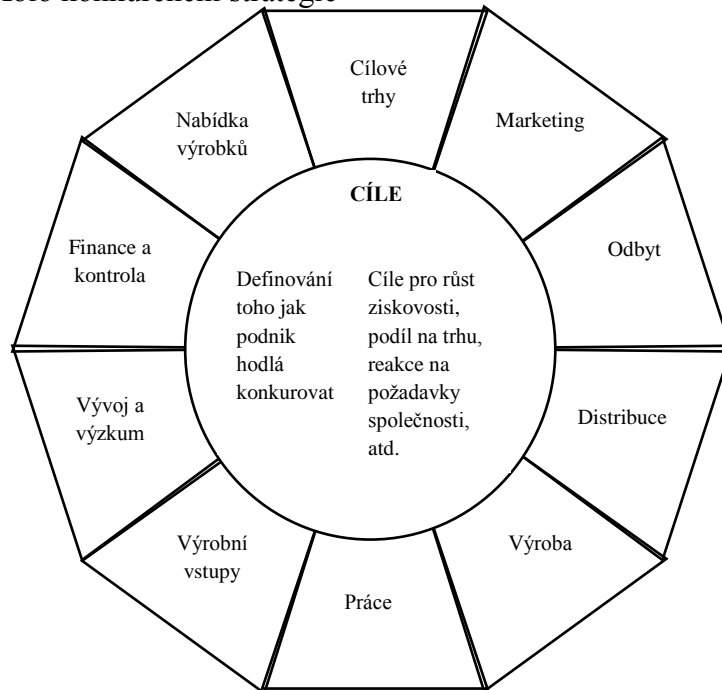 Cílové
trhy
Marketing
Odbyt
Distribuce
Výroba
Práce
Výrobní
vstupy
Vývoj a
výzkum
Finance a
kontrola
Nabídka
výrobků
CÍLE
Definování
toho jak
podnik
hodlá
konkurovat
Cíle pro růst
ziskovosti,
podíl na trhu,
reakce na
požadavky
společnosti,
atd.